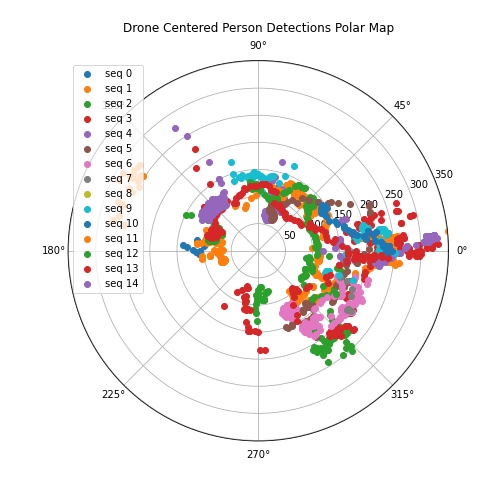 Drone Centered Person Detections Polar Map
90°
45°
0°
315°
270°
225°
180°
50
150
200
250
300
350
seq 0
seq 1
seq 2
seq 3
seq 4
seq 5
seq 6
seq 7
seq 8
seq 9
seq 10
seq 11
seq 12
seq 13
seq 14